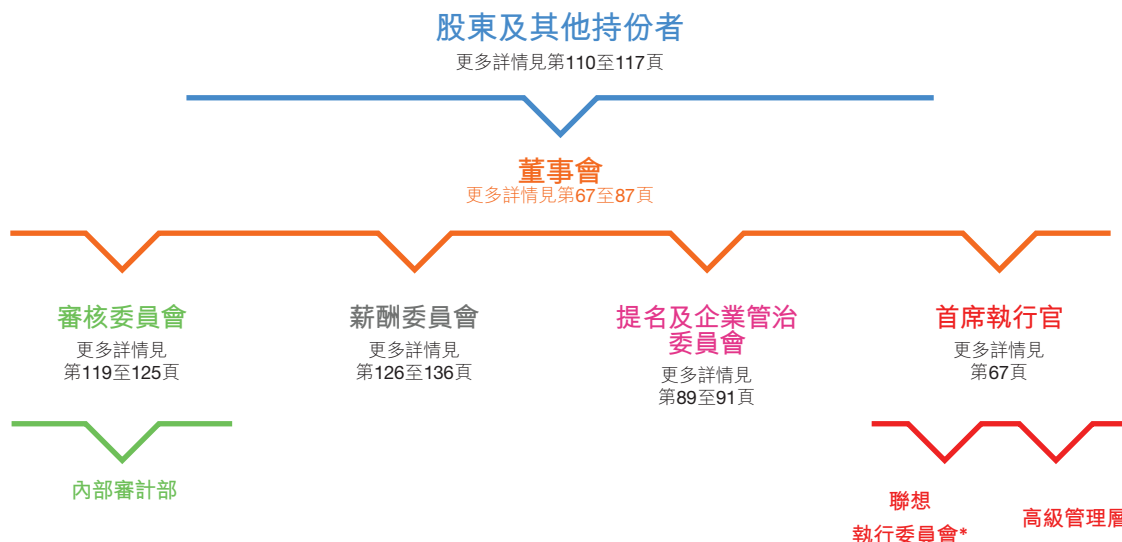 股東及其他持份者
更多詳情見第110至117頁
董事會
更多詳情見第67至87頁
審核委員會
更多詳情見
第119至125頁
薪酬委員會
更多詳情見
第126至136頁
提名及企業管治
委員會
更多詳情見
第89至91頁
首席執行官
更多詳情見
第67頁
內部審計部
聯想
執行委員會*
高級管理層